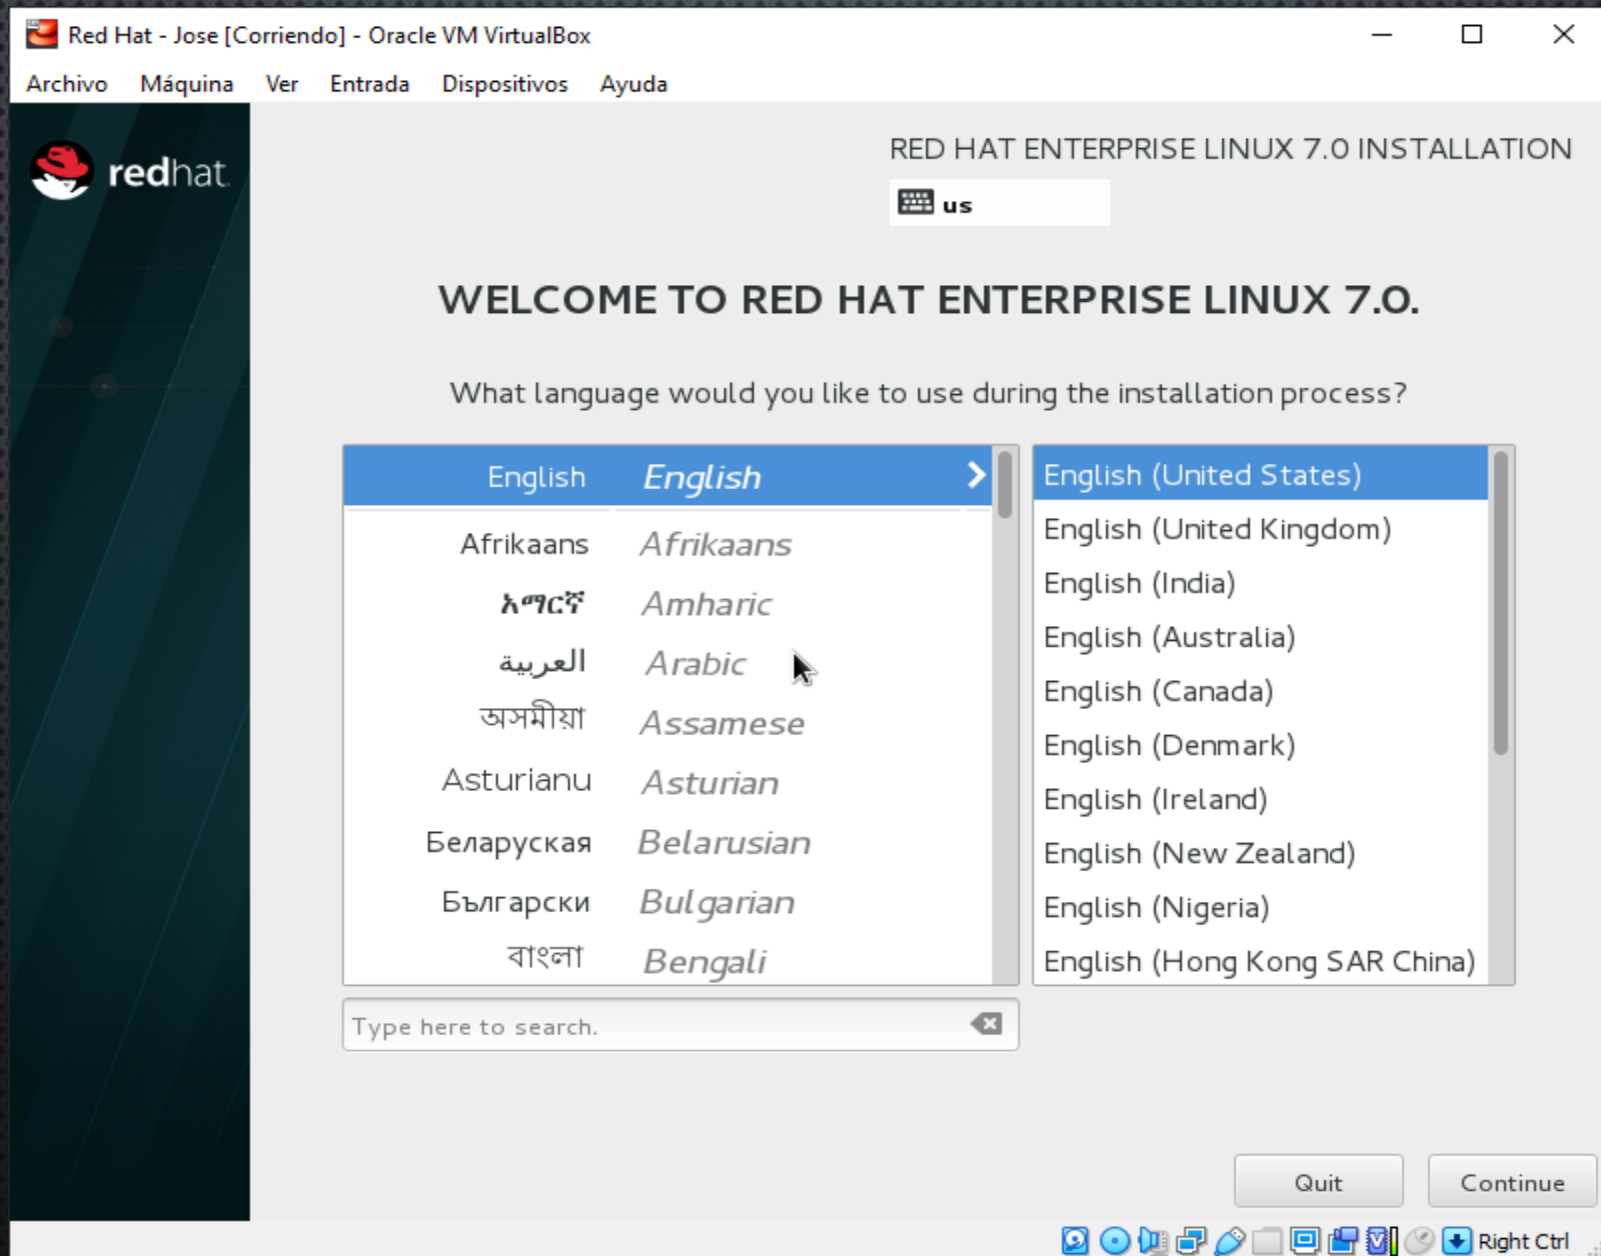 Red Hat - Jose [Corriendo] - Oracle VM VirtualBox
Archivo Máquina Ver Entrada Dispositivos Ayuda
redhat.
RED HAT ENTERPRISE LINUX 7.0 INSTALLATION
us
WELCOME TO RED HAT ENTERPRISE LINUX 7.0.
What language would you like to use during the installation process?
English English
Afrikaans Afrikaans
አማርኛ Amharic
العربية Arabic
অসমীয়া Assamese
Asturianu Asturian
Беларуская Belarusian
Български Bulgarian
বাংলা Bengali
Type here to search.
English (United States)
English (United Kingdom)
English (India)
English (Australia)
English (Canada)
English (Denmark)
English (Ireland)
English (New Zealand)
English (Nigeria)
English (Hong Kong SAR China)
Quit Continue
Right Ctrl